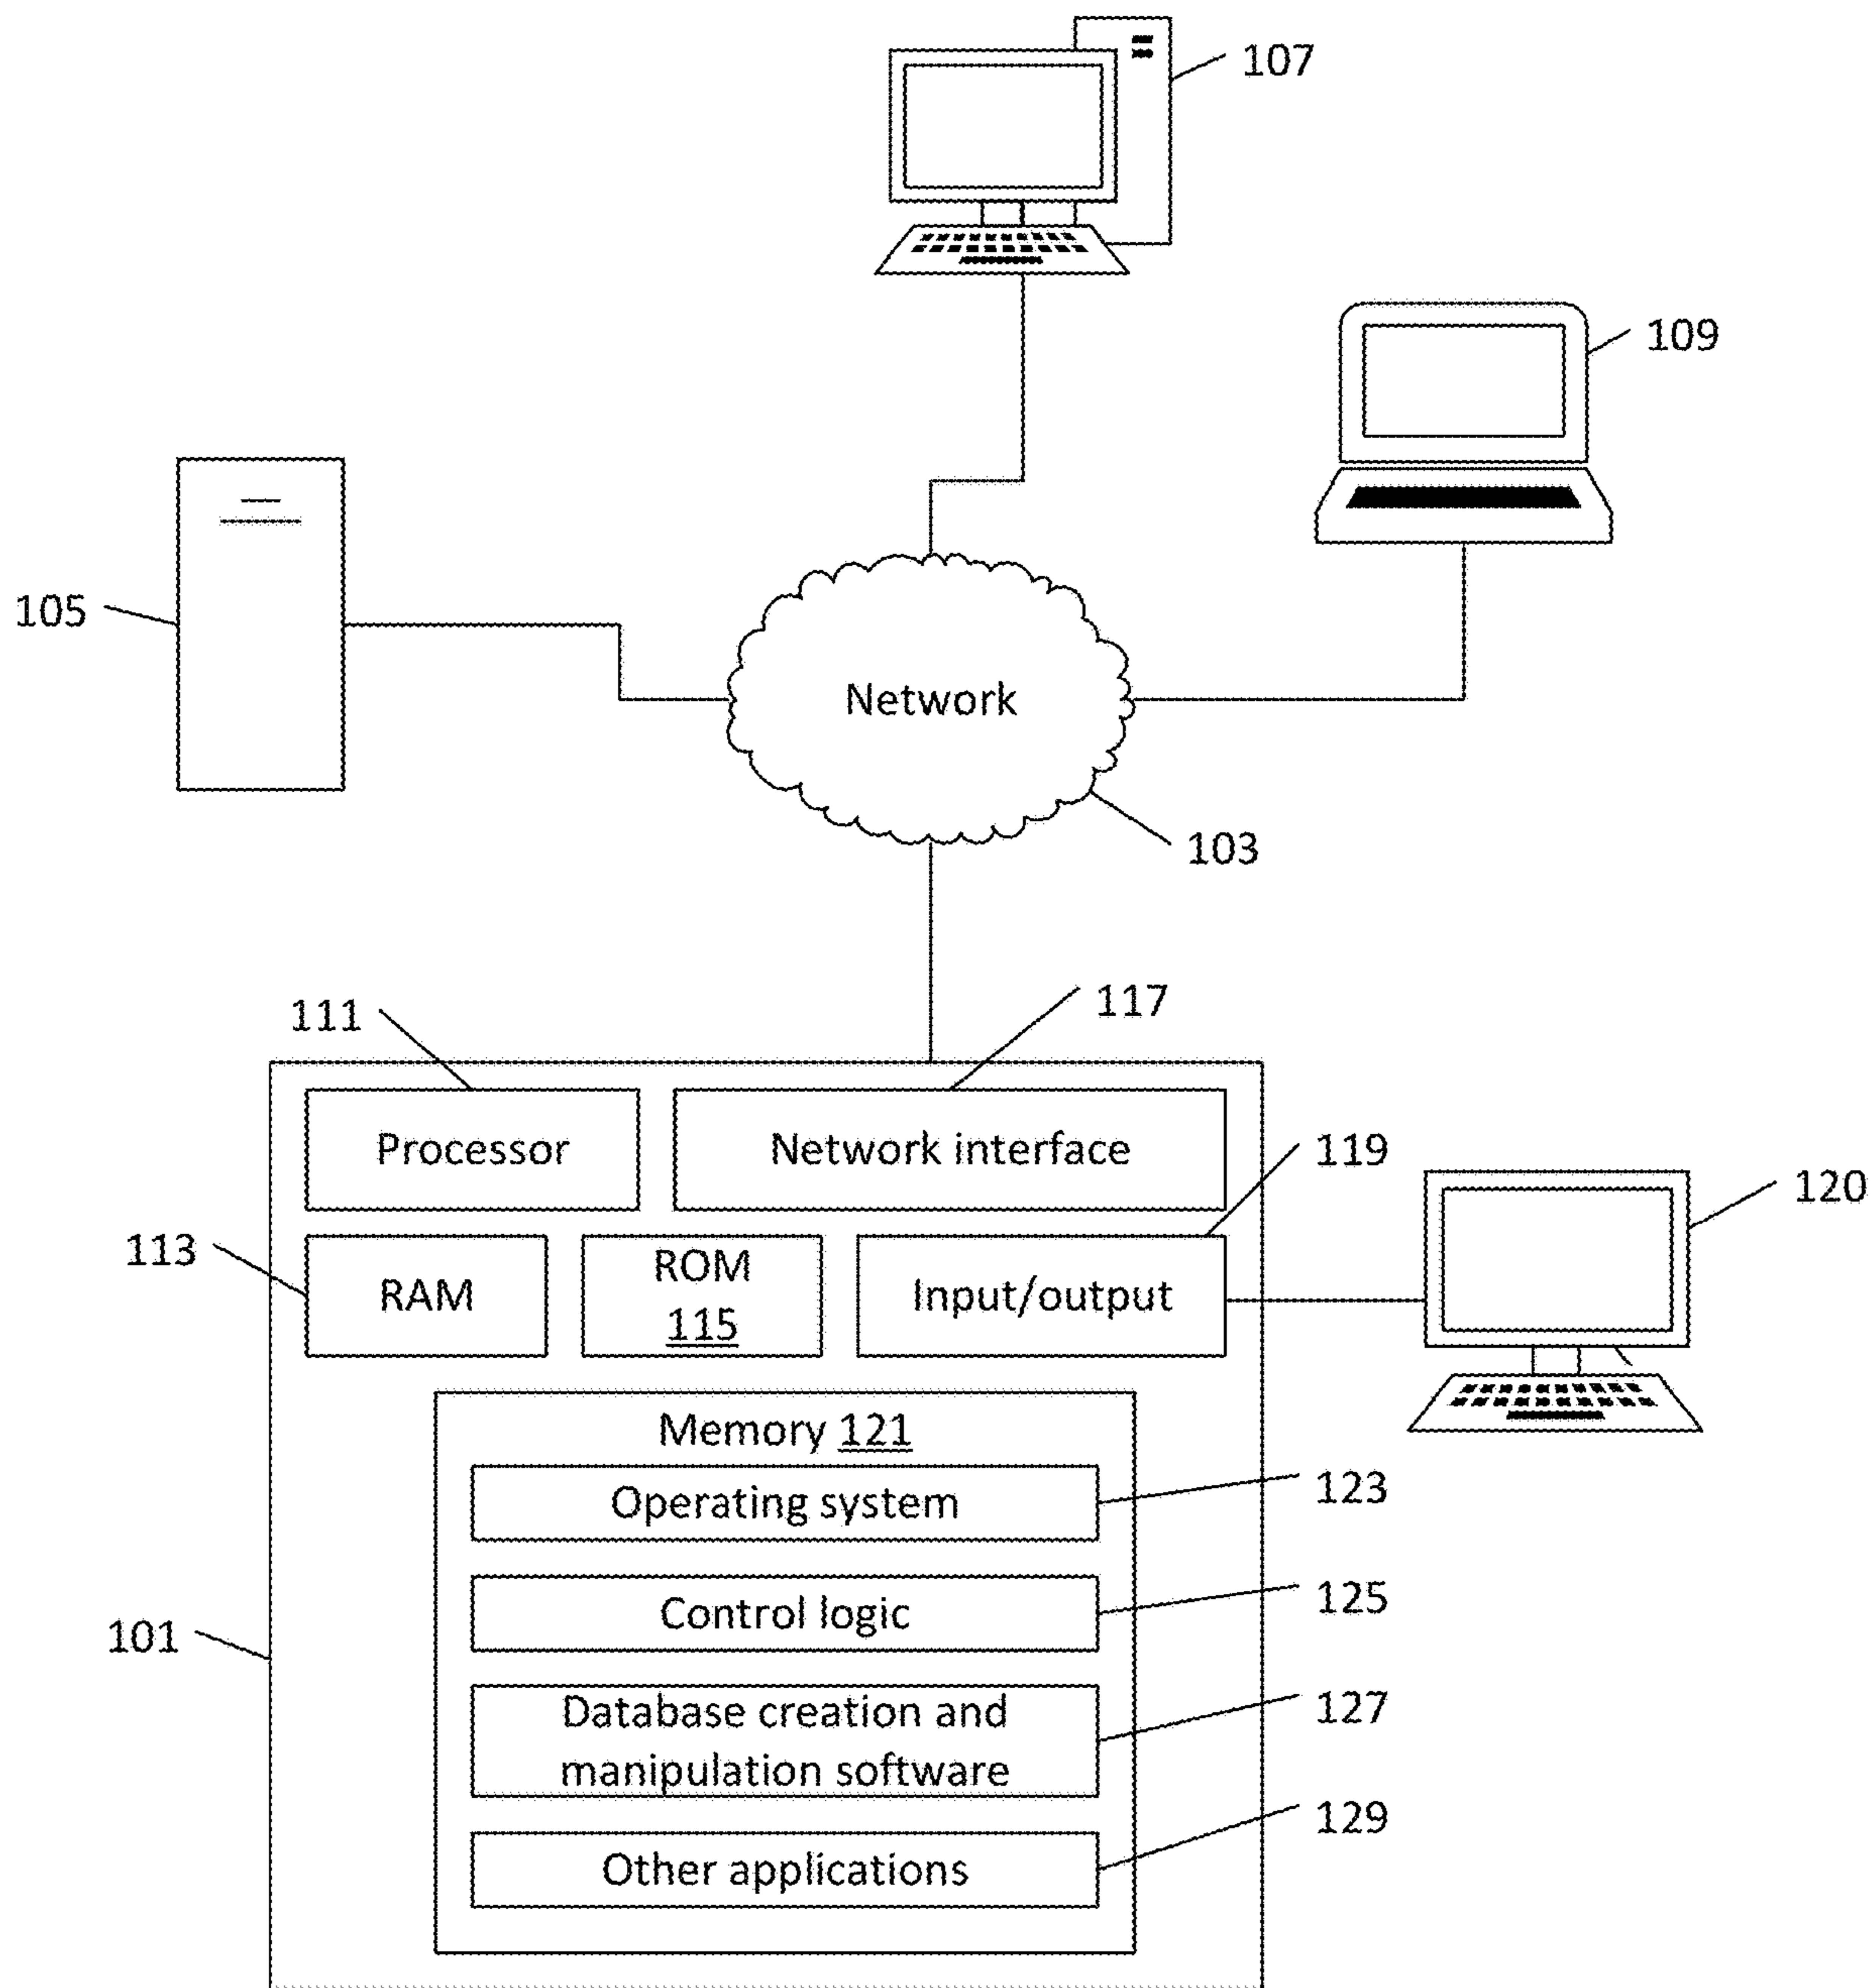 107
109
105
Network
103
111
117
Processor
Network interface
119
120
113
RAM
ROM
115
Input/output
Memory 121
Operating system
123
Control logic
125
101
Database creation and
manipulation software
127
Other applications
129